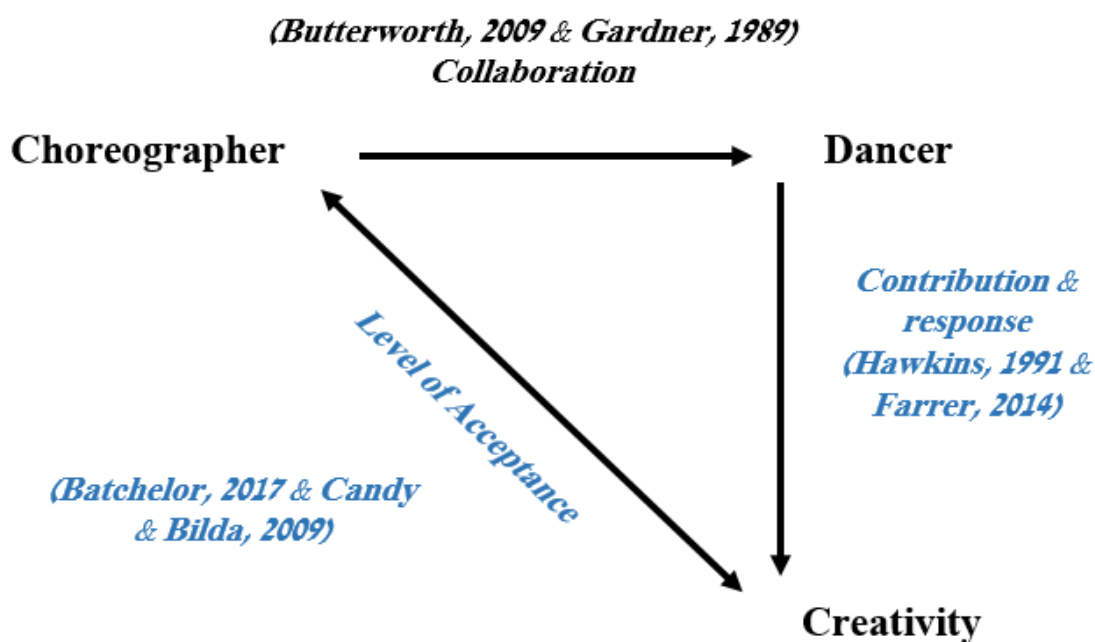 (Butterworth, 2009 & Gardner, 1989)
Collaboration
Choreographer
Dancer
Contribution &
response
(Hawkins, 1991 &
Farrer, 2014)
Level of Acceptance
(Batchelor, 2017 & Candy
& Bilda, 2009)
Creativity